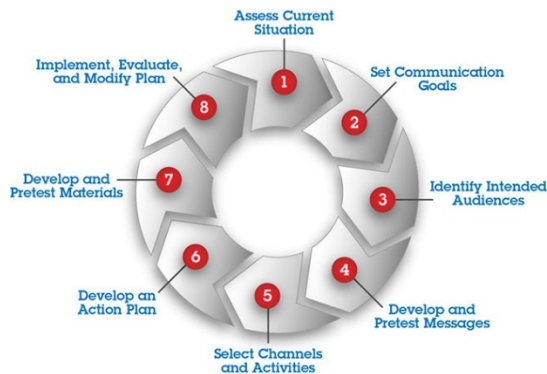 Assess Current
Situation
1
Set Communication
Goals
2
Identify Intended
Audiences
3
Develop and
Pretest Messages
4
Select Channels
and Activities
5
Develop an
Action Plan
6
Develop and
Pretest Materials
7
Implement, Evaluate,
and Modify Plan
8